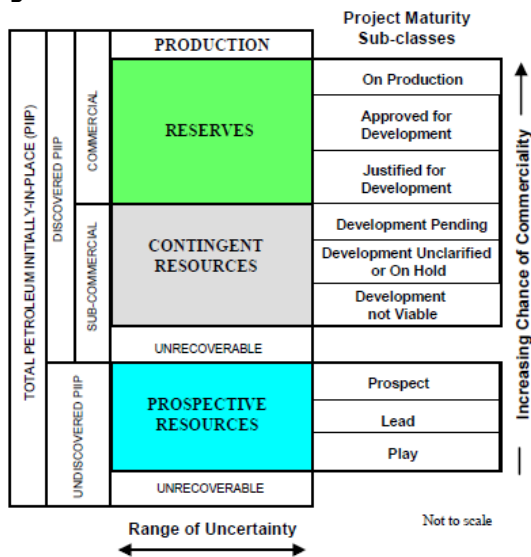 Project Maturity
Sub-classes
PRODUCTION
On Production
RESERVES
Approved for
Development
Justified for
Development
CONTINGENT
RESOURCES
Development Pending
Development Unclarified
or On Hold
Development
not Viable
UNRECOVERABLE
PROSPECTIVE
RESOURCES
Prospect
Lead
Play
UNRECOVERABLE
TOTAL PETROLEUM INITIALLY-IN-PLACE (PIIP)
DISCOVERED PIIP
UNDISCOVERED PIIP
COMMERCIAL
SUB-COMMERCIAL
Increasing Chance of Commerciality
Not to scale
Range of Uncertainty